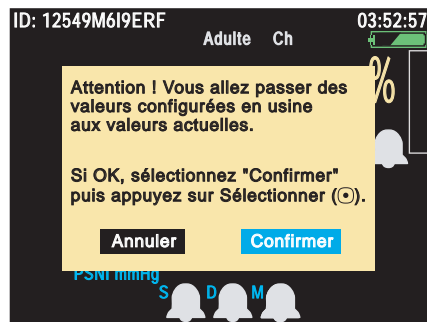 ID: 12549M6I9ERF 03:52:57
Adulte Ch
%
Attention ! Vous allez passer des
valeurs configurées en usine
aux valeurs actuelles.
Si OK, sélectionnez "Confirmer"
puis appuyez sur Sélectionner (⊙).
Annuler Confirmer
PSNI mmHg
S D M